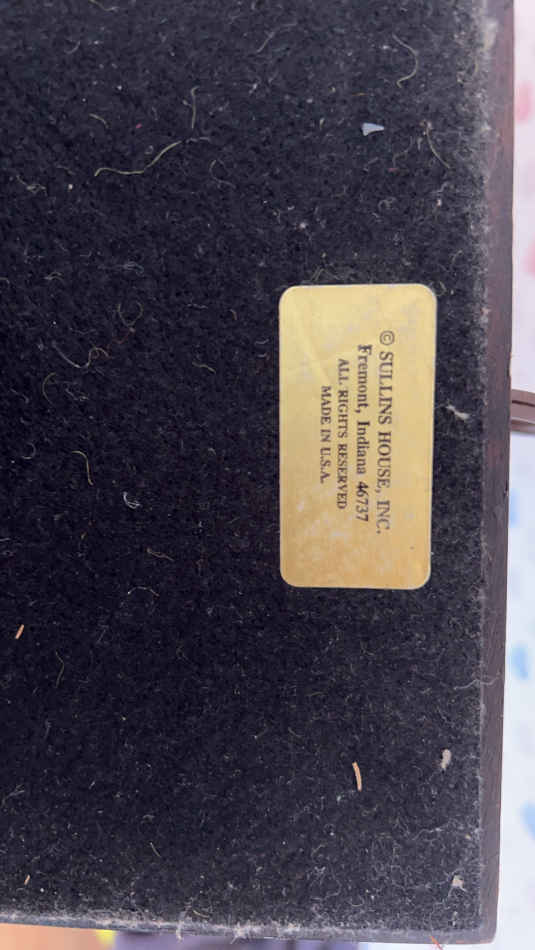 © SULLINS HOUSE, INC.
Fremont, Indiana 46737
ALL RIGHTS RESERVED
MADE IN U.S.A.